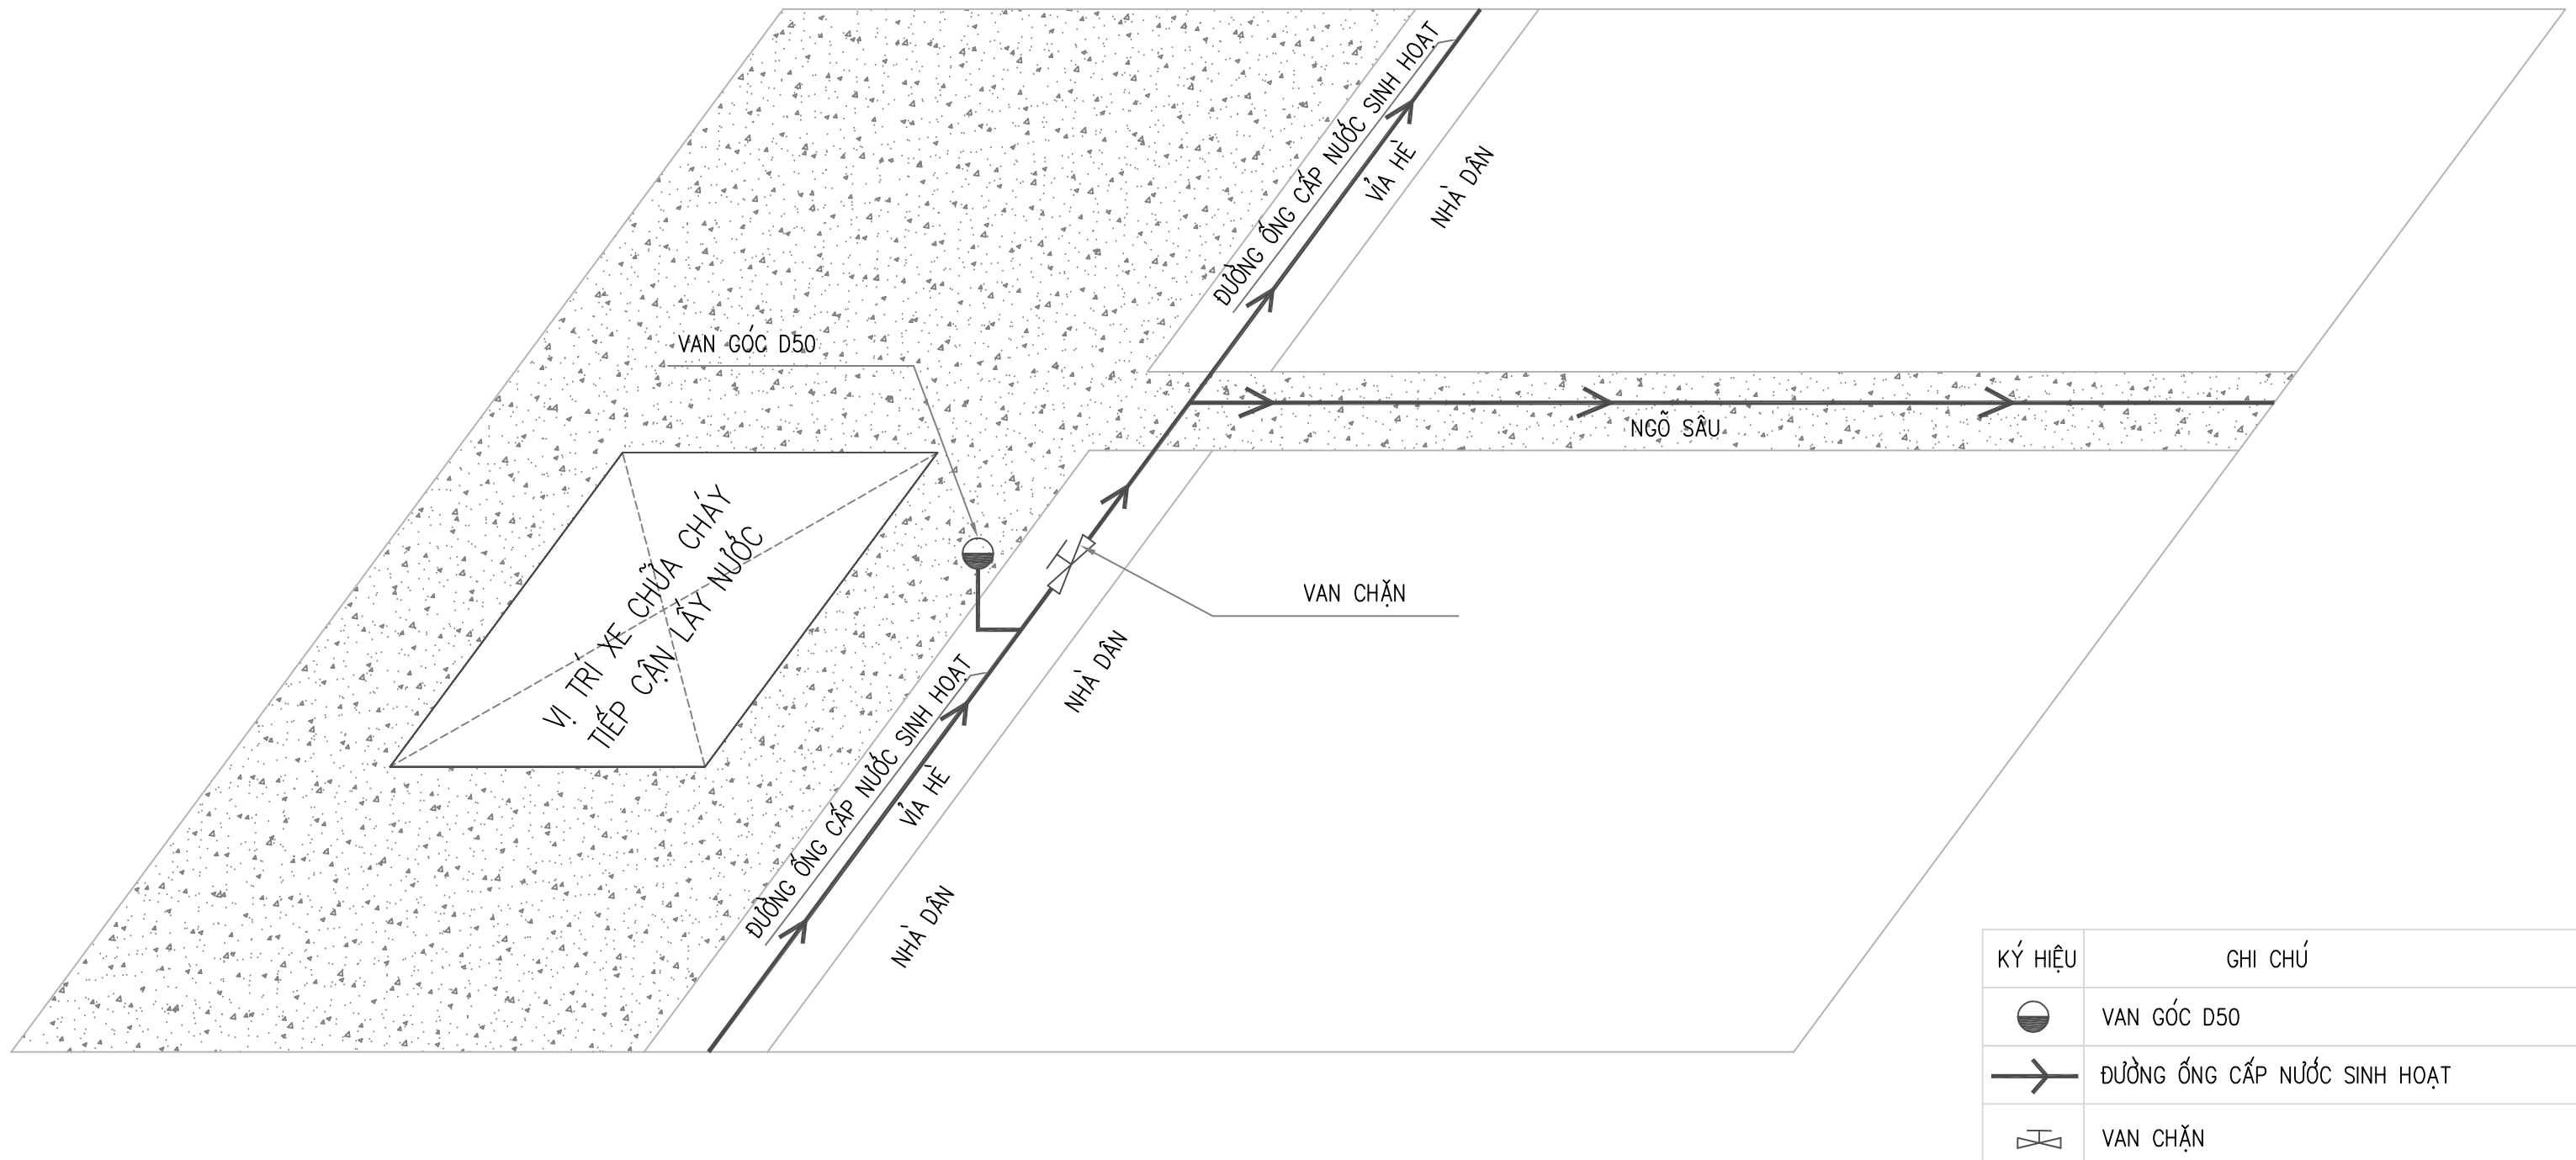 ĐƯỜNG ỐNG CẤP NƯỚC SINH HOẠT
VỈA HÈ
NHÀ DÂN
VAN GÓC D50
NGÕ SÂU
VỊ TRÍ XE CHỮA CHÁY
TIẾP CẬN LẤY NƯỚC
VAN CHẶN
NHÀ DÂN
ĐƯỜNG ỐNG CẤP NƯỚC SINH HOẠT
VỈA HÈ
NHÀ DÂN
KÝ HIỆU GHI CHÚ
VAN GÓC D50
ĐƯỜNG ỐNG CẤP NƯỚC SINH HOẠT
VAN CHẶN